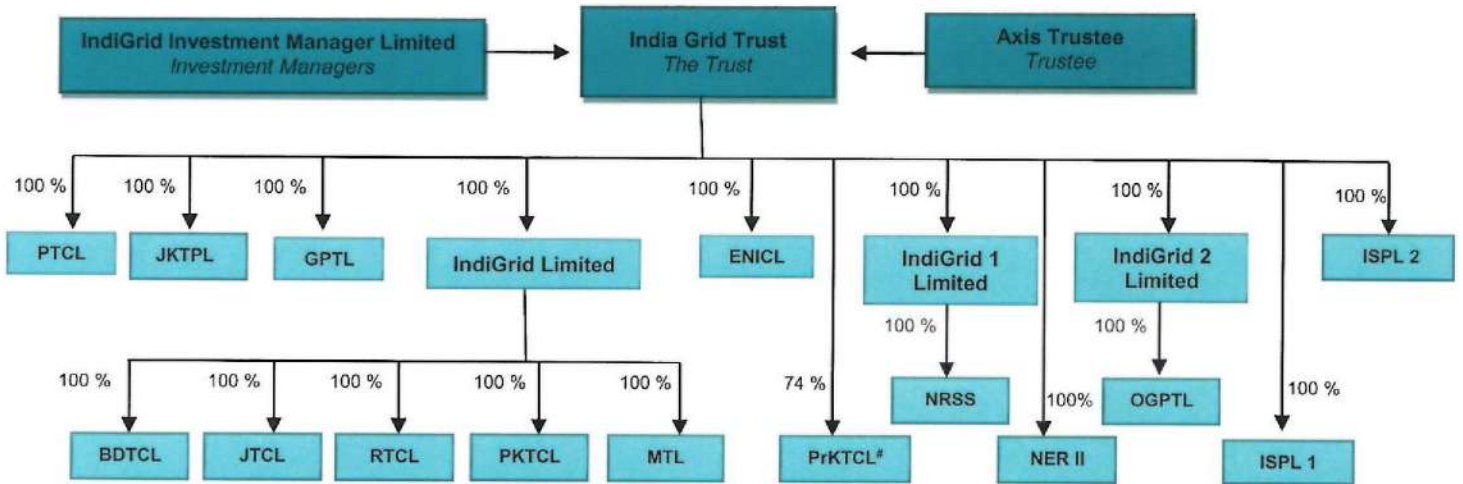 IndiGrid Investment Manager Limited
Investment Managers
India Grid Trust
The Trust
Axis Trustee
Trustee
100 %
100 %
100 %
100 %
100 %
100 %
100 %
100 %
PTCL
JKTPL
GPTL
IndiGrid Limited
ENICL
IndiGrid 1
Limited
IndiGrid 2
Limited
ISPL 2
100 %
100 %
100 %
100 %
100 %
100 %
100 %
74 %
100%
100 %
BDTCL
JTCL
RTCL
PKTCL
MTL
PrKTCL#
NRSS
NER II
OGPTL
ISPL 1